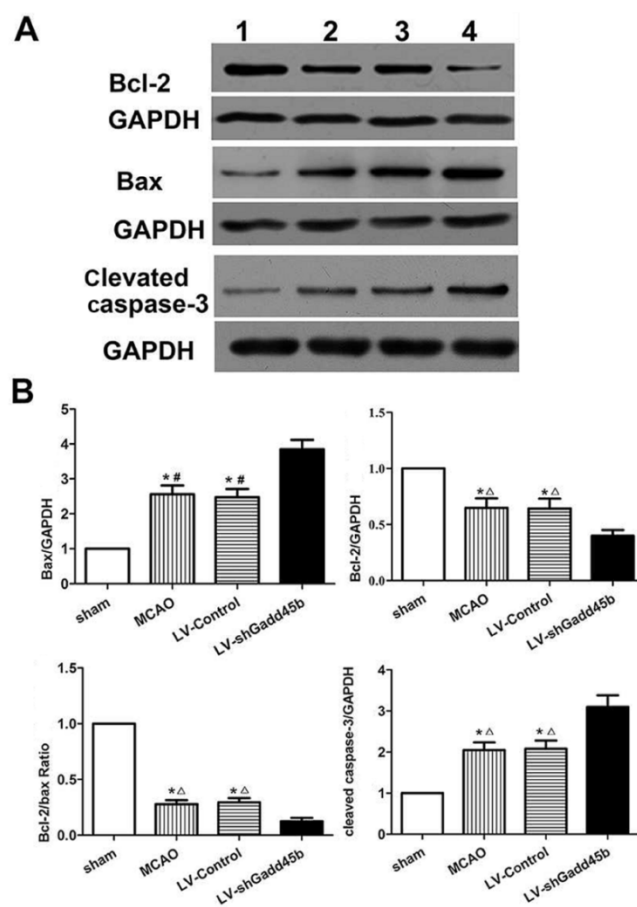 A
1 2 3 4
Bcl-2
GAPDH
Bax
GAPDH
Clevated
caspase-3
GAPDH
B
Bax/GAPDH
5
4
3
2
1
0
* #
* #
sham
MCAO
LV-Control
LV-shGadd45b
Bcl-2/GAPDH
1.5
1.0
0.5
0.0
*△
*△
sham
MCAO
LV-Control
LV-shGadd45b
Bcl-2/bax Ratio
1.5
1.0
0.5
0.0
*△
*△
sham
MCAO
LV-Control
LV-shGadd45b
cleaved caspase-3/GAPDH
4
3
2
1
0
*△
*△
sham
MCAO
LV-Control
LV-shGadd45b